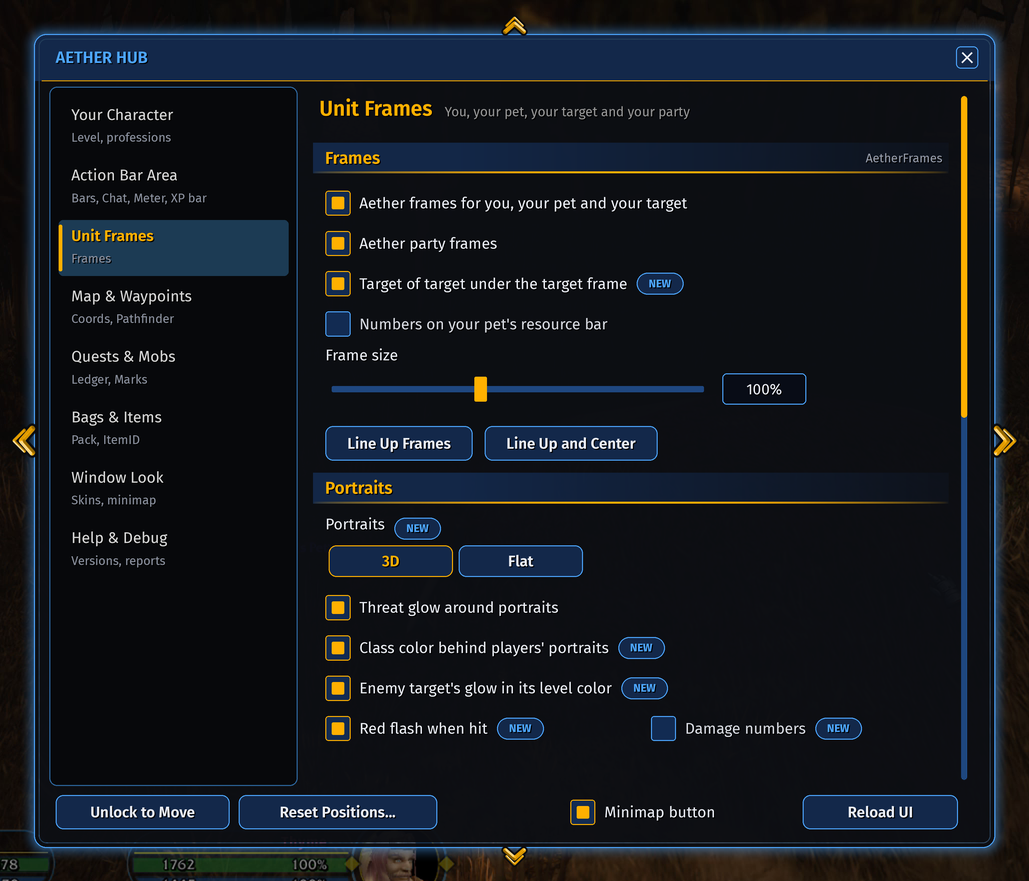 AETHER HUB
Your Character
Level, professions
Action Bar Area
Bars, Chat, Meter, XP bar
Unit Frames
Frames
Map & Waypoints
Coords, Pathfinder
Quests & Mobs
Ledger, Marks
Bags & Items
Pack, ItemID
Window Look
Skins, minimap
Help & Debug
Versions, reports
Unit Frames You, your pet, your target and your party
Frames AetherFrames
Aether frames for you, your pet and your target
Aether party frames
Target of target under the target frame NEW
Numbers on your pet's resource bar
Frame size
100%
Line Up Frames Line Up and Center
Portraits
Portraits NEW
3D Flat
Threat glow around portraits
Class color behind players' portraits NEW
Enemy target's glow in its level color NEW
Red flash when hit NEW Damage numbers NEW
Unlock to Move Reset Positions... Minimap button Reload UI
78 1762 100%